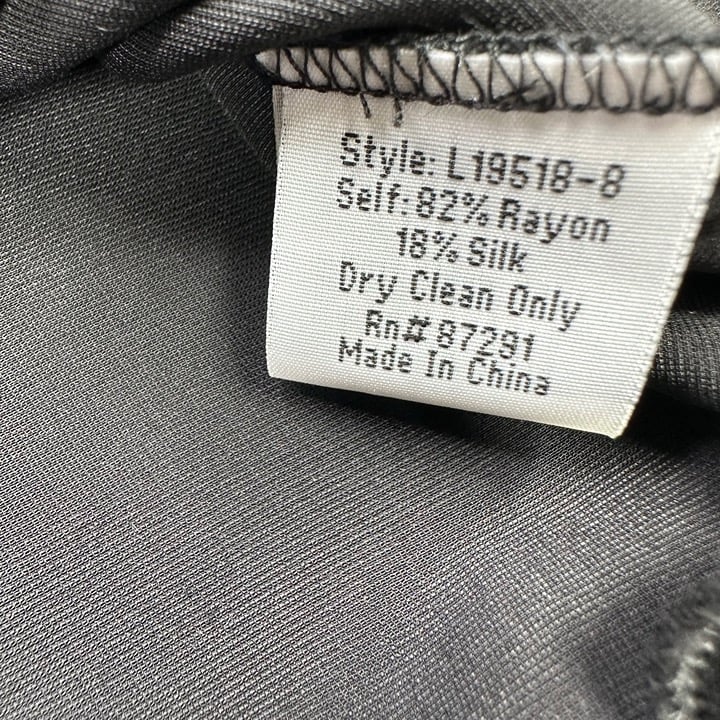 Style: L19518-8
Self: 82% Rayon
18% Silk
Dry Clean Only
Rn# 87291
Made In China